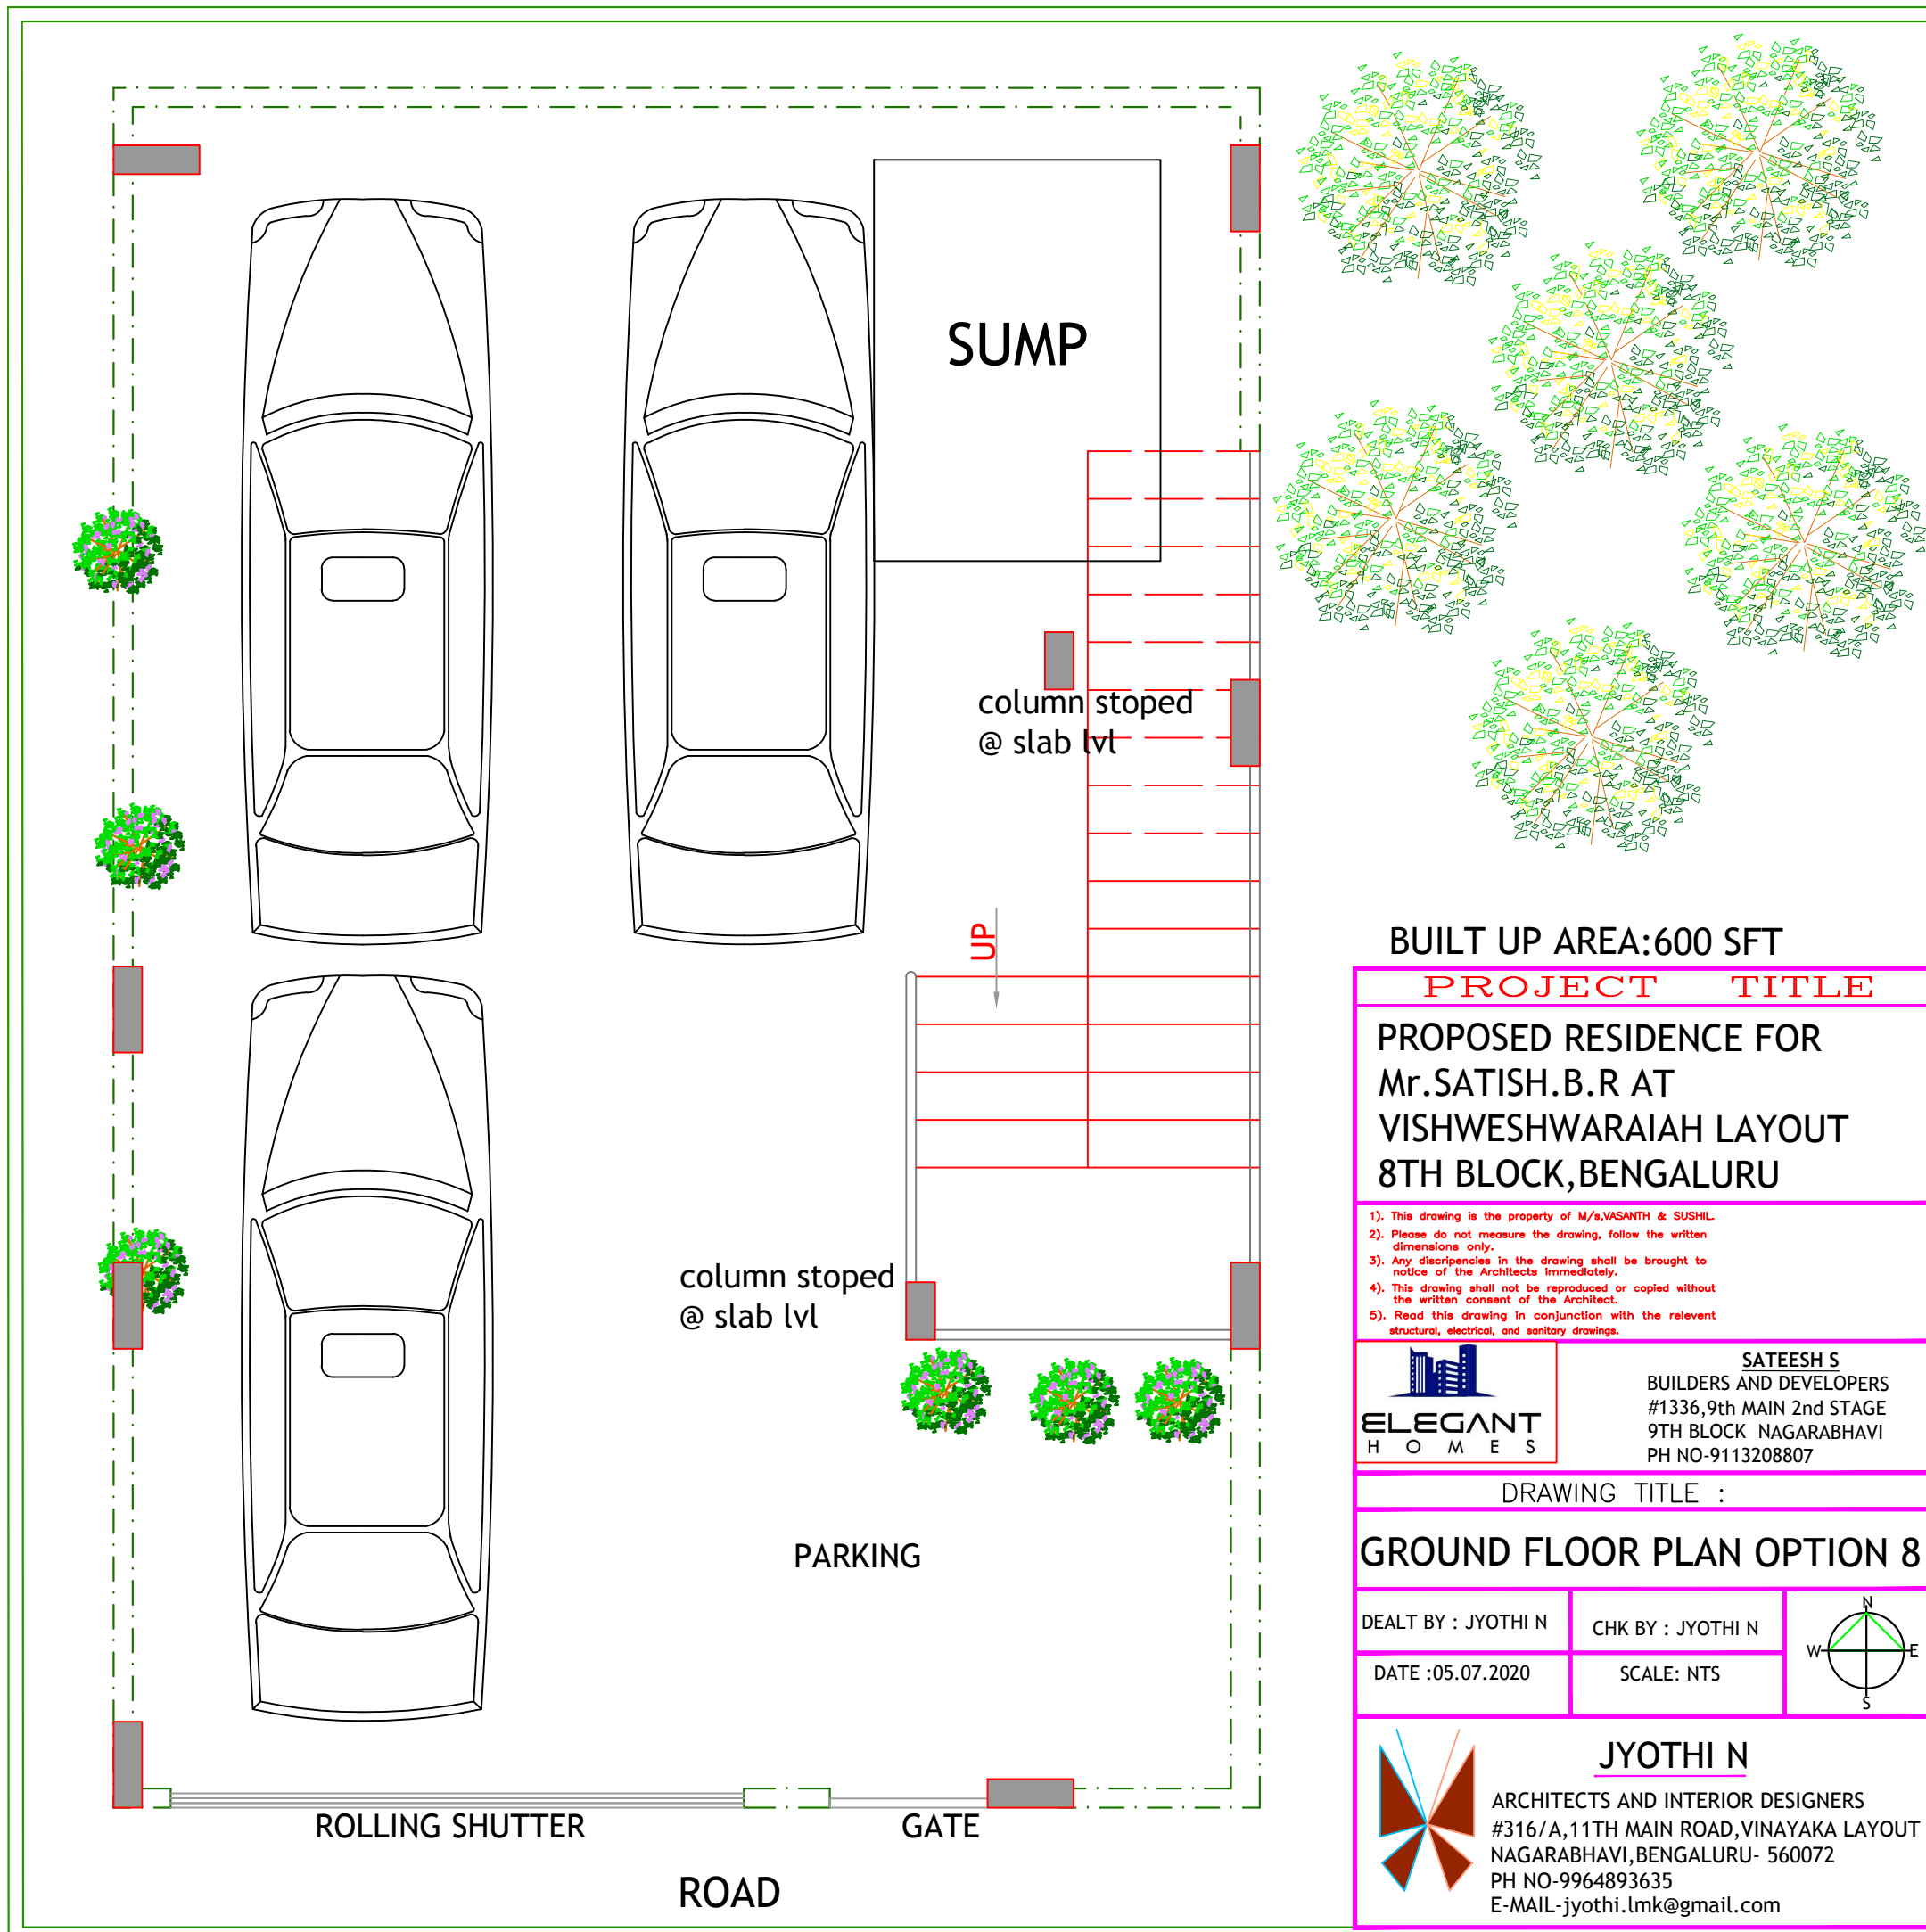 SUMP
column stoped
@ slab lvl
UP
column stoped
@ slab lvl
PARKING
ROLLING SHUTTER
GATE
ROAD
BUILT UP AREA:600 SFT
PROJECT TITLE
PROPOSED RESIDENCE FOR
Mr.SATISH.B.R AT
VISHWESHWARAIAH LAYOUT
8TH BLOCK,BENGALURU
1). This drawing is the property of M/s,VASANTH & SUSHIL.
2). Please do not measure the drawing, follow the written
dimensions only.
3). Any discripencies in the drawing shall be brought to
notice of the Architects immediately.
4). This drawing shall not be reproduced or copied without
the written consent of the Architect.
5). Read this drawing in conjunction with the relevent
structural, electrical, and sanitary drawings.
ELEGANT
HOMES
SATEESH S
BUILDERS AND DEVELOPERS
#1336,9th MAIN 2nd STAGE
9TH BLOCK NAGARABHAVI
PH NO-9113208807
DRAWING TITLE :
GROUND FLOOR PLAN OPTION 8
DEALT BY : JYOTHI N
CHK BY : JYOTHI N
DATE :05.07.2020
SCALE: NTS
N
W
E
S
JYOTHI N
ARCHITECTS AND INTERIOR DESIGNERS
#316/A,11TH MAIN ROAD,VINAYAKA LAYOUT
NAGARABHAVI,BENGALURU- 560072
PH NO-9964893635
E-MAIL-jyothi.lmk@gmail.com